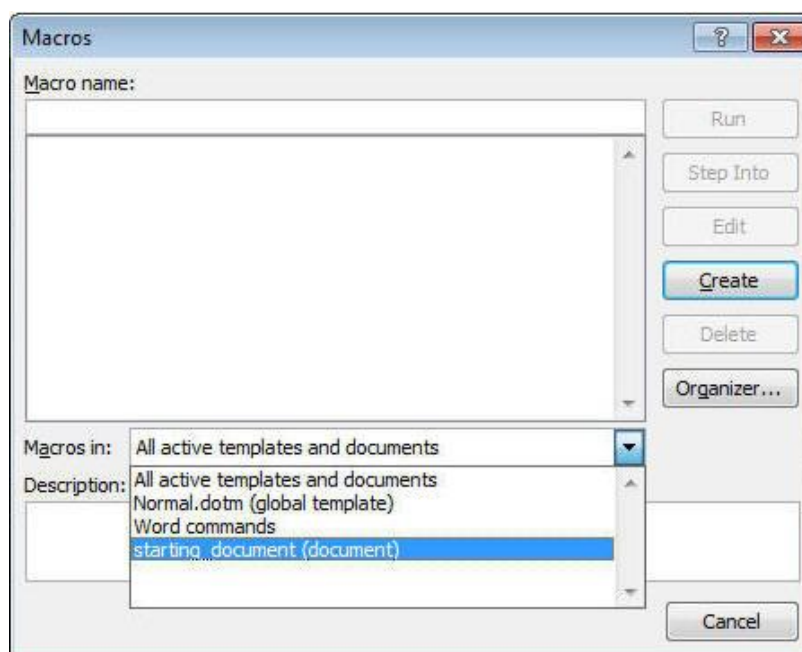 Macros
Macro name:
Run
Step Into
Edit
Create
Delete
Organizer...
Macros in: All active templates and documents
All active templates and documents
Description:
Normal.dotm (global template)
Word commands
starting_document (document)
Cancel